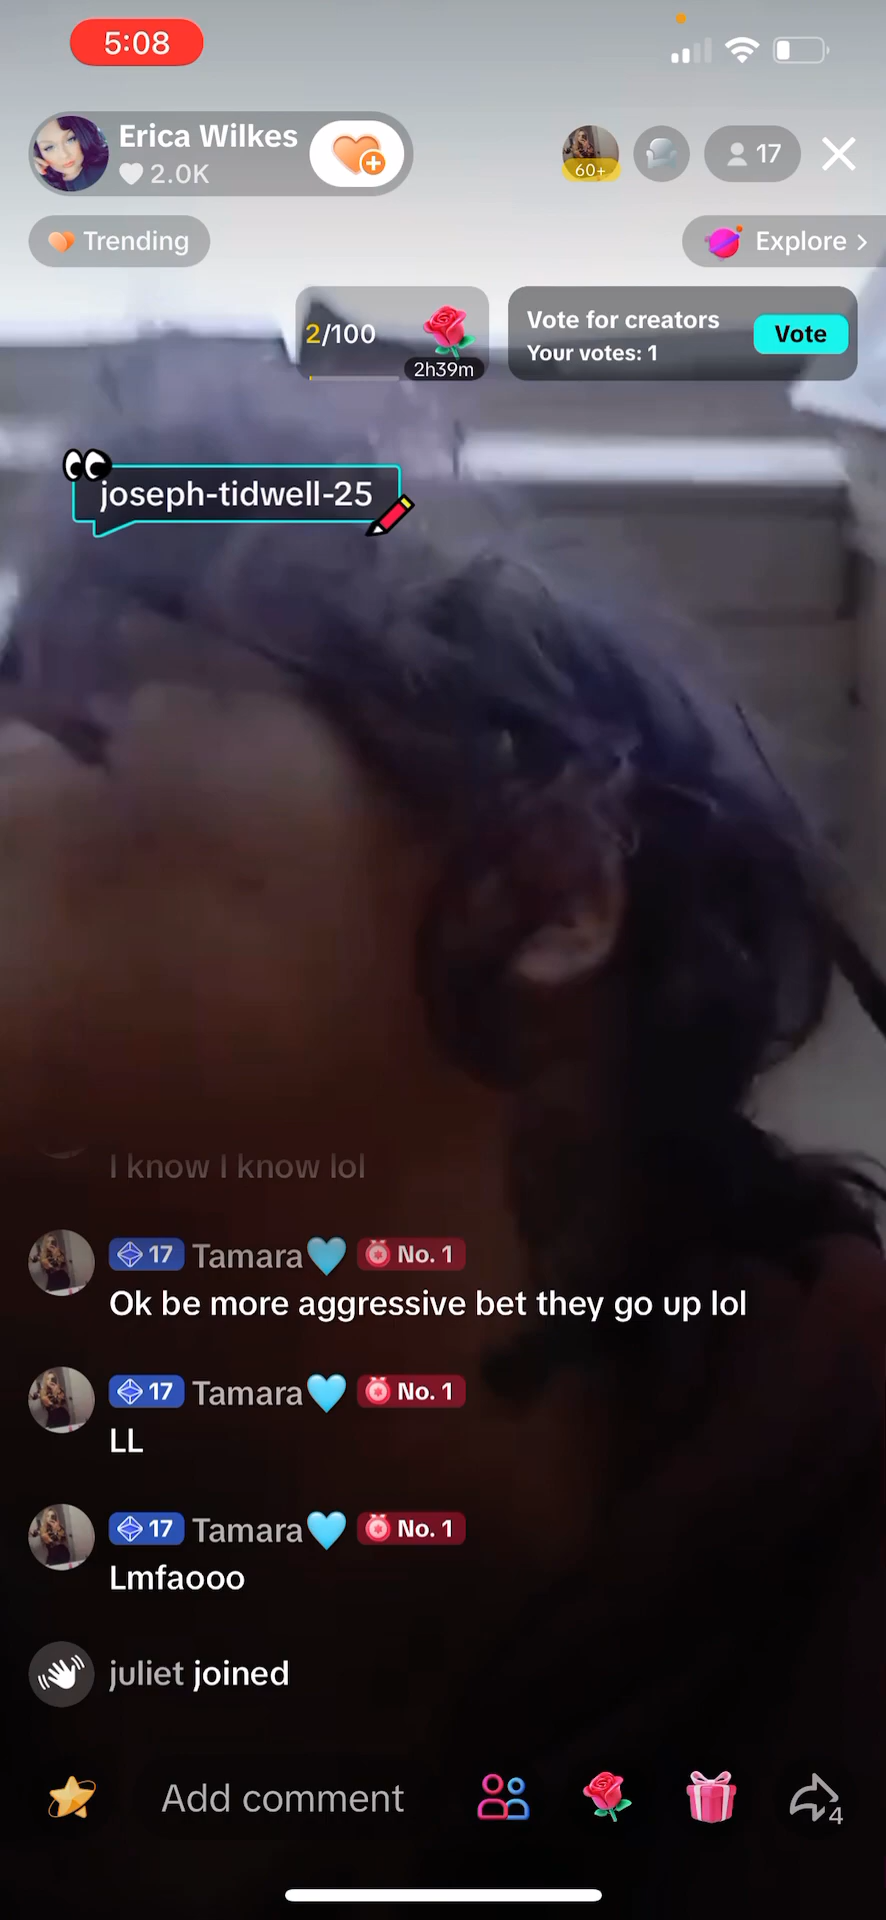 5:08
Erica Wilkes
2.0K
60+
17
Trending
Explore >
2/100
2h39m
Vote for creators
Your votes: 1
Vote
joseph-tidwell-25
I know I know lol
17 Tamara🩵 No. 1
Ok be more aggressive bet they go up lol
17 Tamara🩵 No. 1
LL
17 Tamara🩵 No. 1
Lmfaooo
juliet joined
Add comment
4